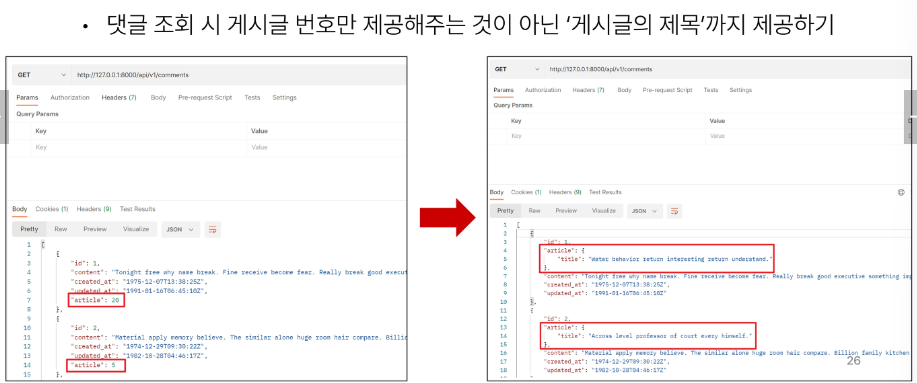 • 댓글 조회 시 게시글 번호만 제공해주는 것이 아닌 ‘게시글의 제목’까지 제공하기
GET http://127.0.0.1:8000/api/v1/comments
Params Authorization Headers (7) Body Pre-request Script Tests Settings
Query Params
Key Value
Key Value
Body Cookies (1) Headers (9) Test Results
Pretty Raw Preview Visualize JSON
1 [
2 {
3 "id": 1,
4 "content": "Tonight free why name break. Fine receive become fear. Really break good execut
5 "created_at": "1975-12-07T13:38:25Z",
6 "updated_at": "1991-01-16T06:45:10Z",
7 "article": 20
8 },
9 {
10 "id": 2,
11 "content": "Material apply memory believe. The similar alone huge room hair compare. Billi
12 "created_at": "1974-12-29T09:30:22Z",
13 "updated_at": "1982-10-28T04:46:17Z",
14 "article": 5
15 },
GET http://127.0.0.1:8000/api/v1/comments
Params Authorization Headers (7) Body Pre-request Script Tests Settings
Query Params
Key Value
Key Value
Body Cookies (1) Headers (9) Test Results
Pretty Raw Preview Visualize JSON
1 [
2 {
3 "id": 1,
4 "article": {
5 "title": "Water behavior return interesting return understand."
6 },
7 "content": "Tonight free why name break. Fine receive become fear. Really break good executive something imp
8 "created_at": "1975-12-07T13:38:25Z",
9 "updated_at": "1991-01-16T06:45:10Z"
10 },
11 {
12 "id": 2,
13 "article": {
14 "title": "Across level professor of court every himself."
15 },
16 "content": "Material apply memory believe. The similar alone huge room hair compare. Billion family kitchen
17 "created_at": "1974-12-29T09:30:22Z",
18 "updated_at": "1982-10-28T04:46:17Z"
26